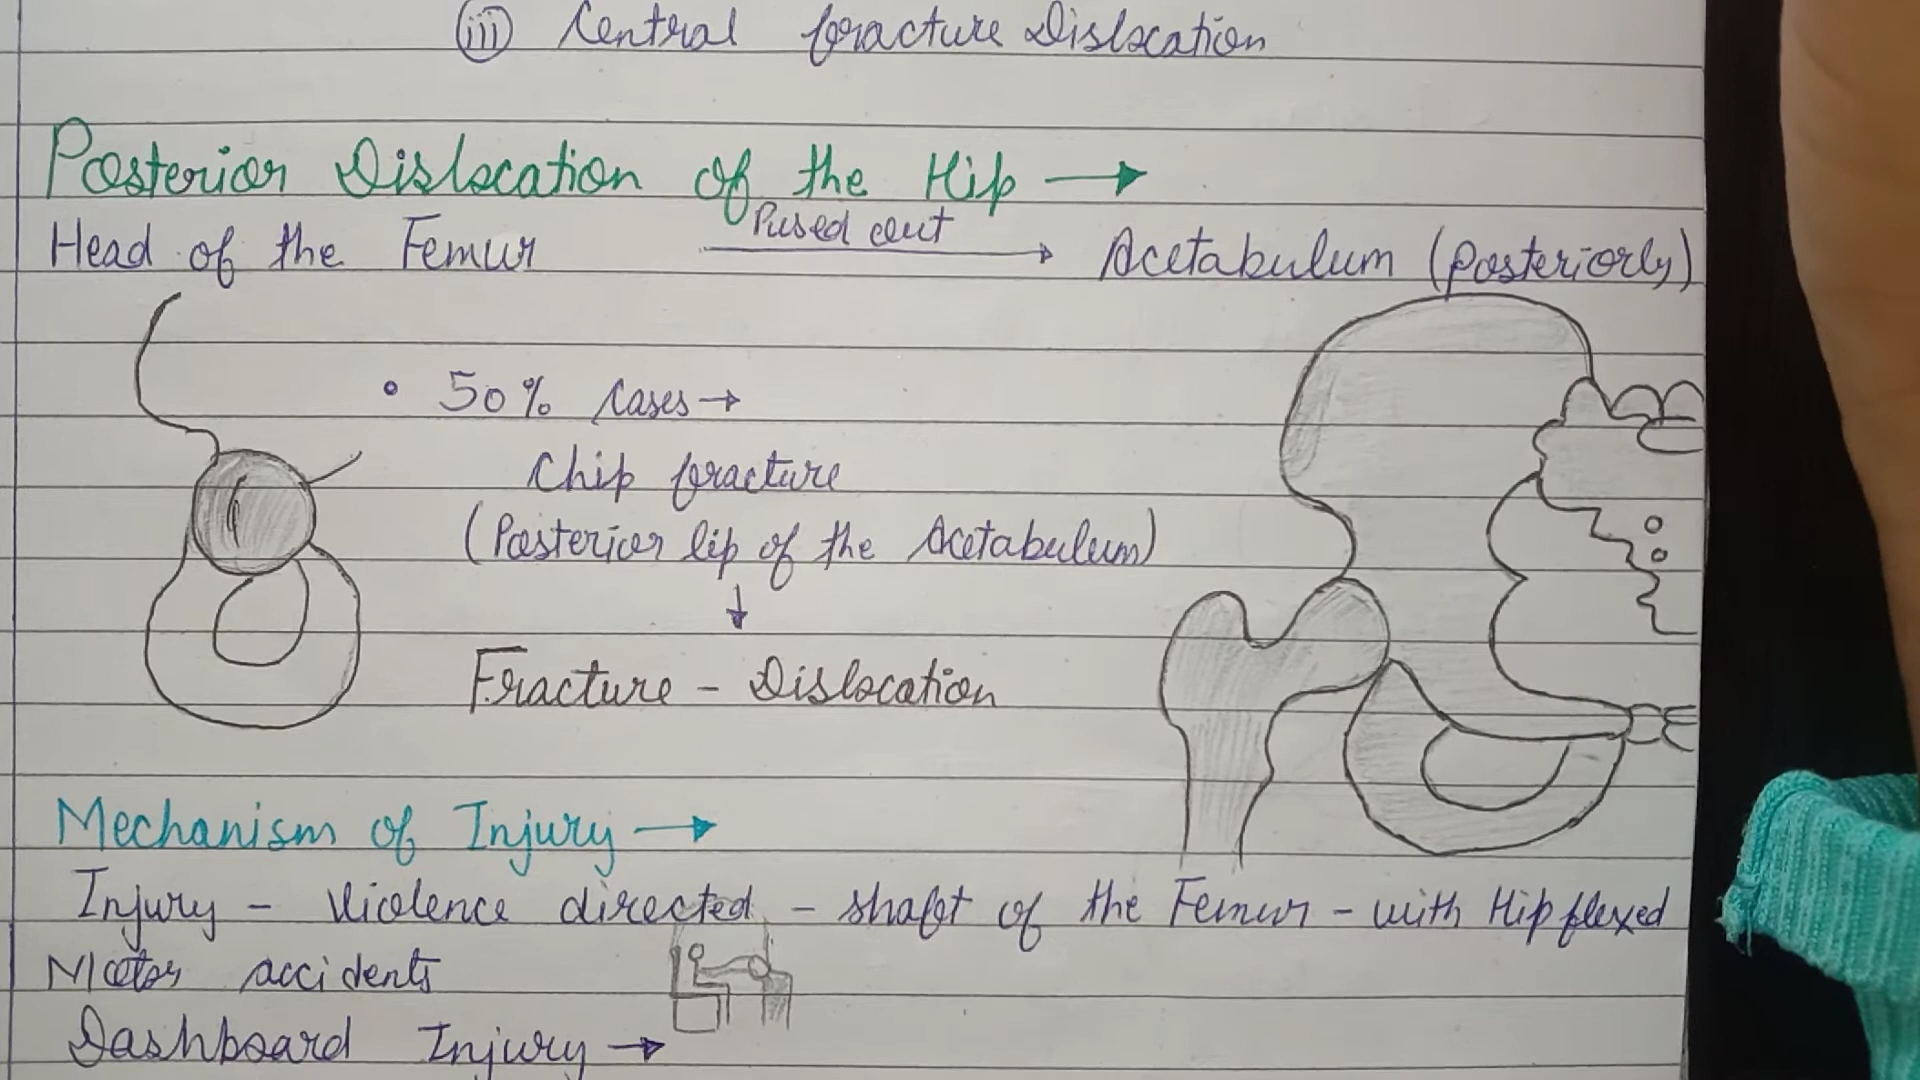 (iii) Central fracture Dislocation
Posterior Dislocation of the Hip →
Head of the Femur Pused out → Acetabulum (posteriorly)
• 50% Cases →
Chip fracture
(Posterior lip of the Acetabulum)
↓
Fracture - Dislocation
Mechanism of Injury →
Injury - Violence directed - shaft of the Femur - with Hip flexed
Motor accidents
Dashboard Injury →